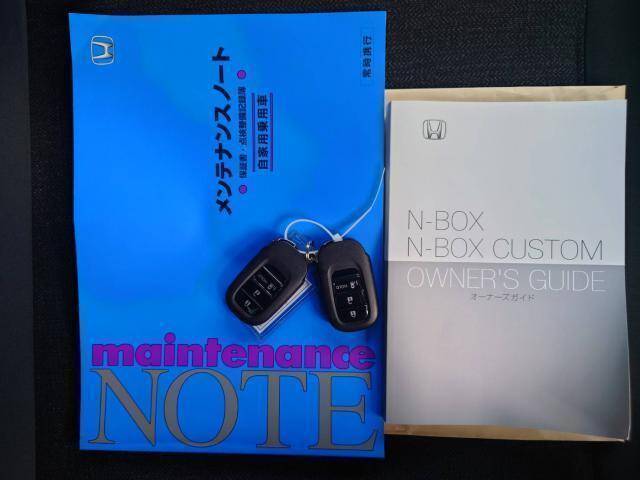 メンテナンスノート
保証書・点検整備記録簿
自家用乗用車
常時携行
maintenance
NOTE
N-BOX
N-BOX CUSTOM
OWNER'S GUIDE
オーナーズガイド
HOLD